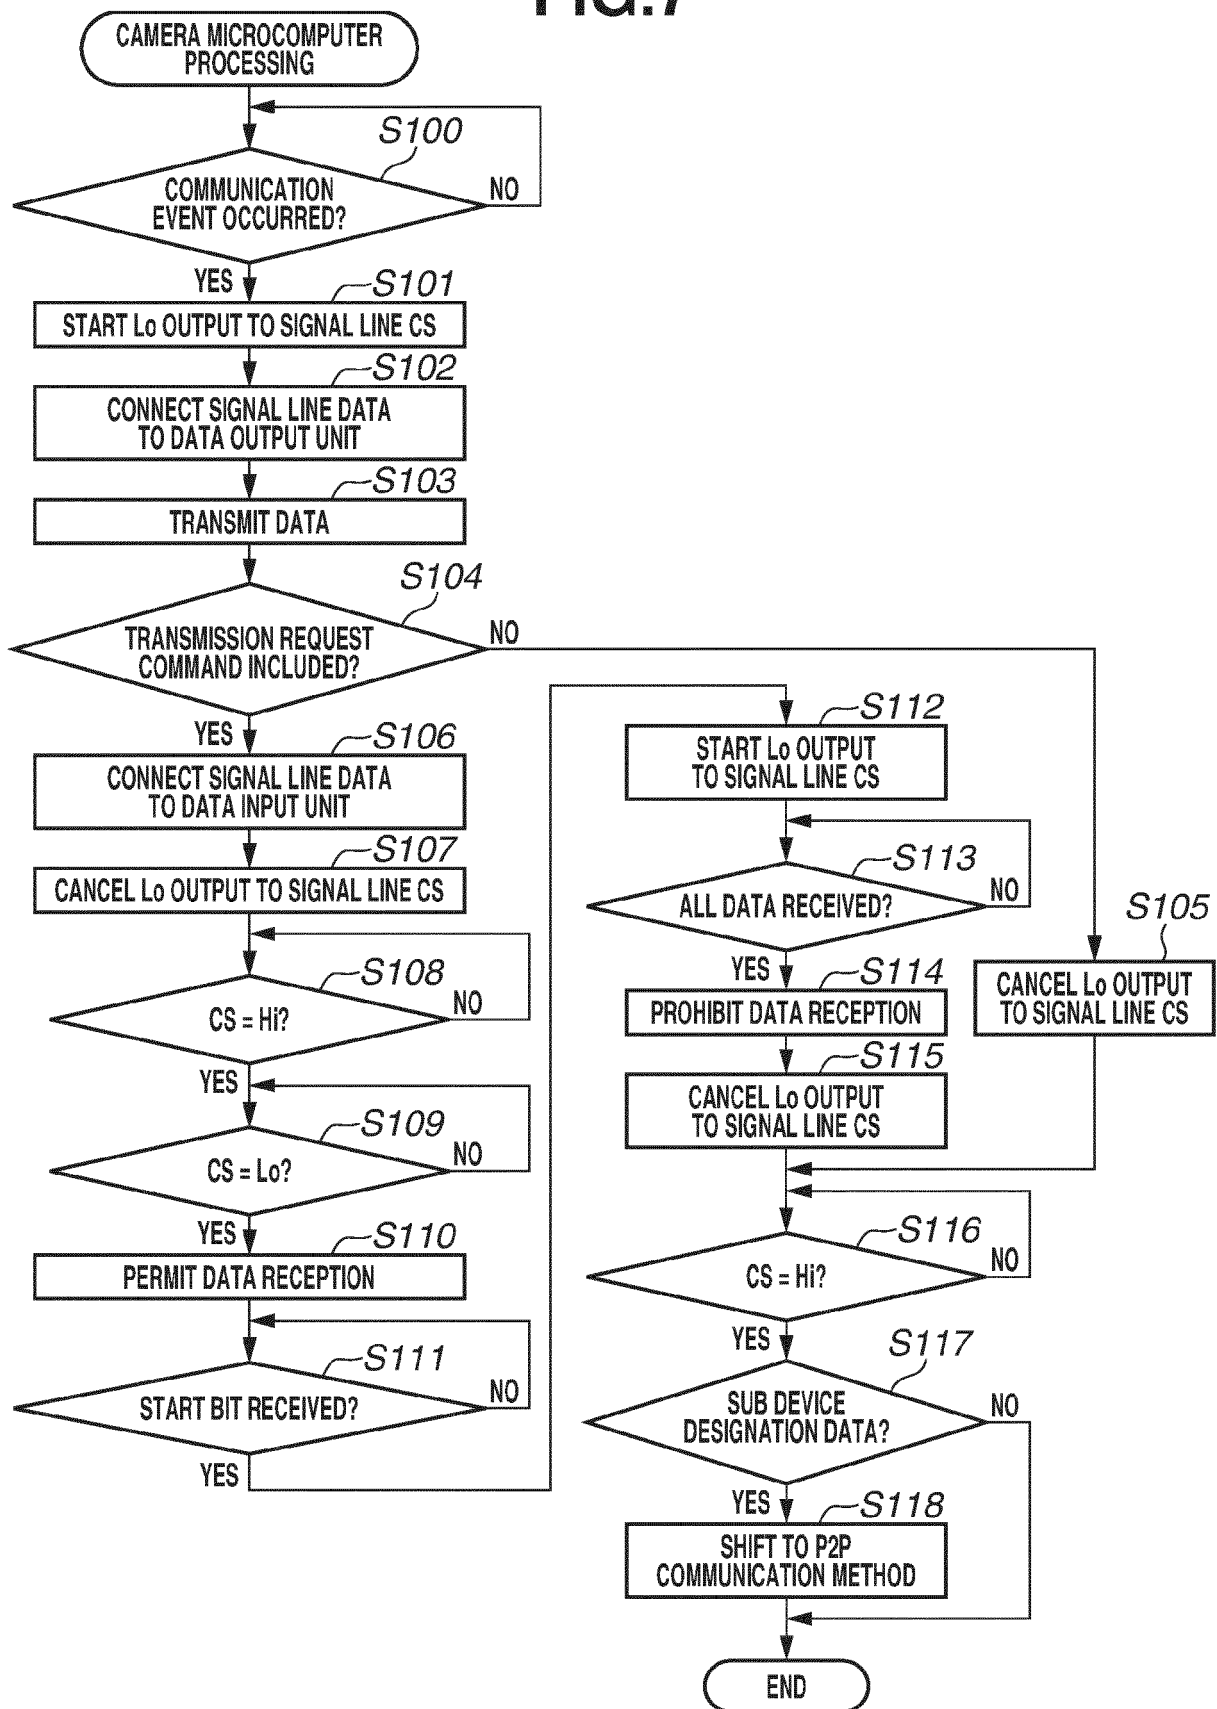 FIG.7
CAMERA MICROCOMPUTER
PROCESSING
S100
COMMUNICATION
EVENT OCCURRED?
NO
YES
S101
START Lo OUTPUT TO SIGNAL LINE CS
S102
CONNECT SIGNAL LINE DATA
TO DATA OUTPUT UNIT
S103
TRANSMIT DATA
S104
TRANSMISSION REQUEST
COMMAND INCLUDED?
NO
YES
S106
CONNECT SIGNAL LINE DATA
TO DATA INPUT UNIT
S107
CANCEL Lo OUTPUT TO SIGNAL LINE CS
S108
CS = Hi?
NO
YES
S109
CS = Lo?
NO
YES
S110
PERMIT DATA RECEPTION
S111
START BIT RECEIVED?
NO
YES
S112
START Lo OUTPUT
TO SIGNAL LINE CS
S113
ALL DATA RECEIVED?
NO
YES
S114
PROHIBIT DATA RECEPTION
S115
CANCEL Lo OUTPUT
TO SIGNAL LINE CS
S105
CANCEL Lo OUTPUT
TO SIGNAL LINE CS
S116
CS = Hi?
NO
YES
S117
SUB DEVICE
DESIGNATION DATA?
NO
YES
S118
SHIFT TO P2P
COMMUNICATION METHOD
END